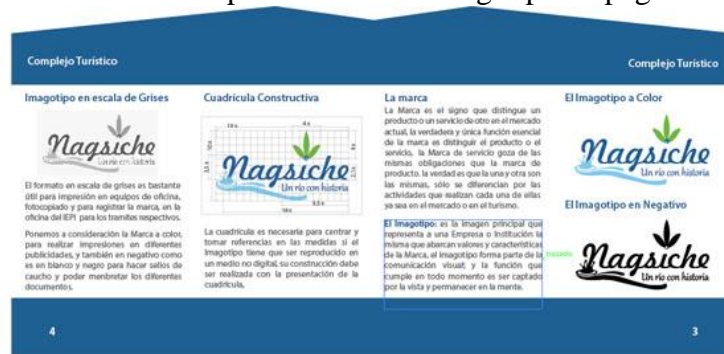 Complejo Turístico
Complejo Turístico
Imagotipo en escala de Grises
Nagsiche
Un río con historia
El formato en escala de grises es bastante
útil para impresión en equipos de oficina,
fotocopiado y para registrar la marca, en la
oficina del IEPI para los tramites respectivos.
Ponemos a consideración la Marca a color,
para realizar impresiones en diferentes
publicidades, y también en negativo como
es en blanco y negro para hacer sellos de
caucho y poder membretar los diferentes
documentos.
4
Cuadrícula Constructiva
Nagsiche
Un río con historia
La cuadrícula es necesaria para centrar y
tomar referencias en las medidas si el
Imagotipo tiene que ser reproducido en
un medio no digital, su construcción debe
ser realizada con la presentación de la
cuadrícula,
La marca
La Marca es el signo que distingue un
producto o un servicio de otro en el mercado
actual, la verdadera y única función esencial
de la marca es distinguir el producto o el
servicio, la Marca de servicio goza de las
mismas obligaciones que la marca de
producto. la verdad es que la una y otra son
las mismas, sólo se diferencian por las
actividades que realizan cada una de ellas
ya sea en el mercado o en el turismo.
El Imagotipo: es la imagen principal que
representa a una Empresa o Institución la
misma que abarcan valores y características
de la Marca, el Imagotipo forma parte de la
comunicación visual; y la función que
cumple en todo momento es ser captado
por la vista y permanecer en la mente.
trazado
El Imagotipo a Color
Nagsiche
Un río con historia
El Imagotipo en Negativo
Nagsiche
Un río con historia
3